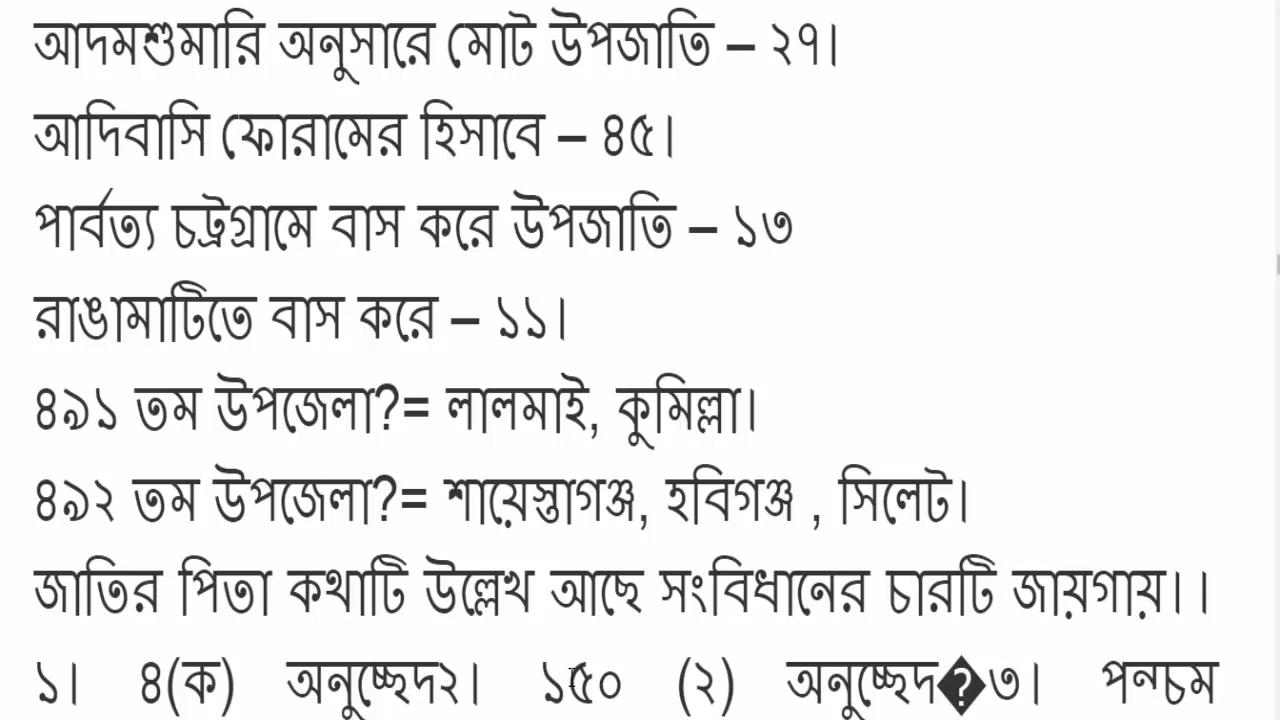 আদমশুমারি অনুসারে মোট উপজাতি – ২৭।
আদিবাসি ফোরামের হিসাবে – ৪৫।
পার্বত্য চট্রগ্রামে বাস করে উপজাতি – ১৩
রাঙামাটিতে বাস করে – ১১।
৪৯১ তম উপজেলা?= লালমাই, কুমিল্লা।
৪৯২ তম উপজেলা?= শায়েস্তাগঞ্জ, হবিগঞ্জ , সিলেট।
জাতির পিতা কথাটি উল্লেখ আছে সংবিধানের চারটি জায়গায়।।
১। ৪(ক) অনুচ্ছেদ২। ১৫০ (২) অনুচ্ছেদ�৩। পনচম